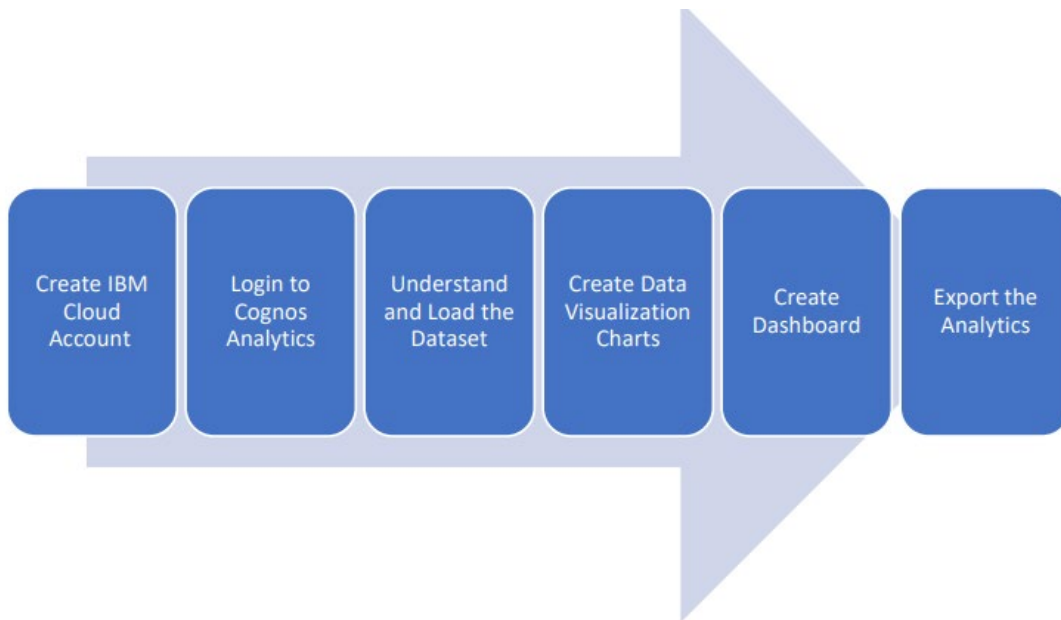 Create IBM
Cloud
Account
Login to
Cognos
Analytics
Understand
and Load the
Dataset
Create Data
Visualization
Charts
Create
Dashboard
Export the
Analytics